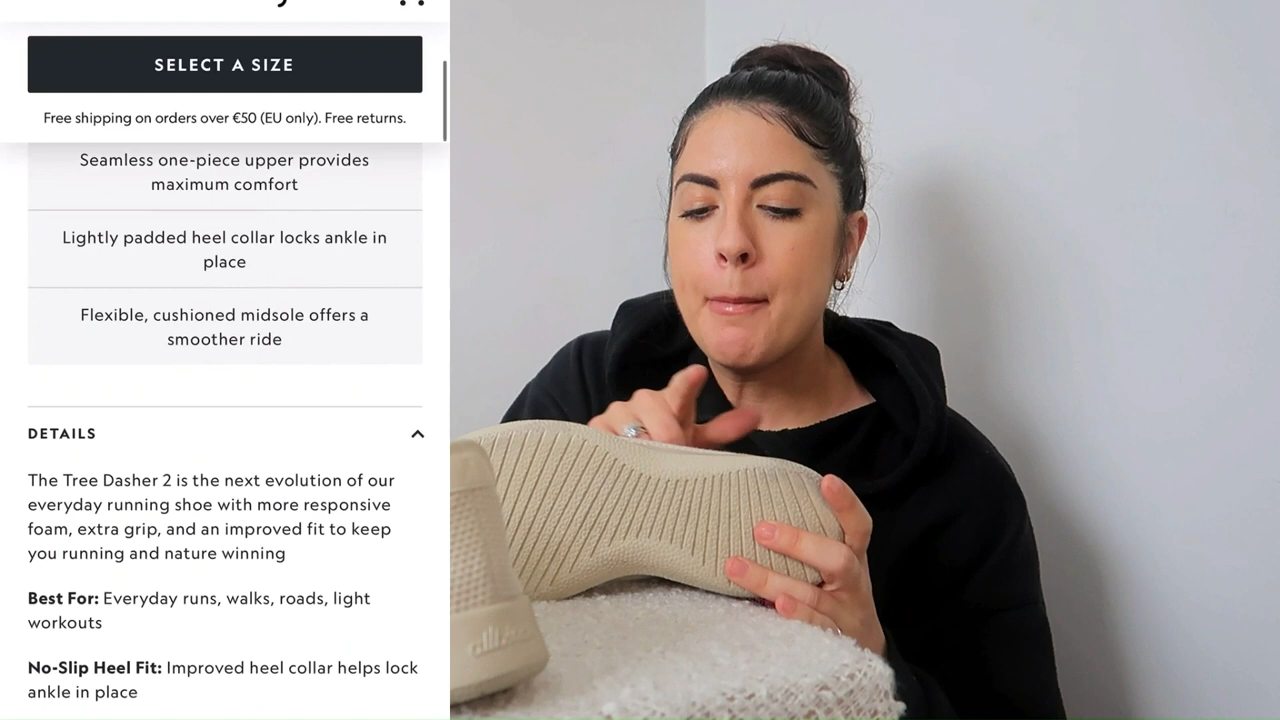 SELECT A SIZE
Free shipping on orders over €50 (EU only). Free returns.
Seamless one-piece upper provides
maximum comfort
Lightly padded heel collar locks ankle in
place
Flexible, cushioned midsole offers a
smoother ride
DETAILS
The Tree Dasher 2 is the next evolution of our
everyday running shoe with more responsive
foam, extra grip, and an improved fit to keep
you running and nature winning
Best For: Everyday runs, walks, roads, light
workouts
No-Slip Heel Fit: Improved heel collar helps lock
ankle in place